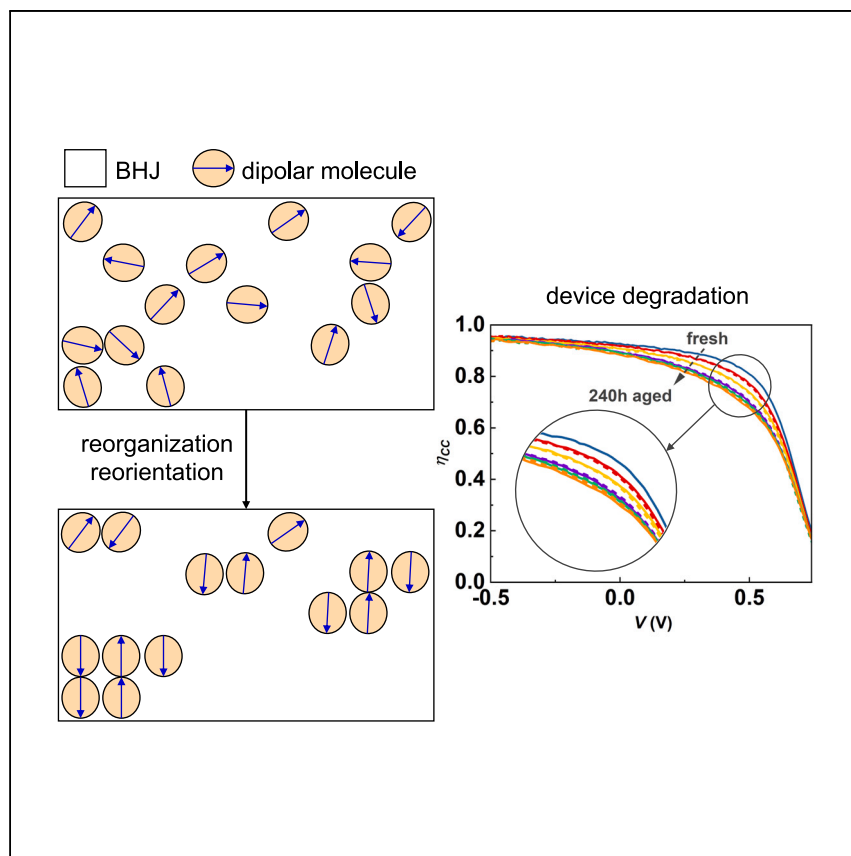 BHJ
dipolar molecule
reorganization
reorientation
device degradation
1.0
0.8
0.6
0.4
0.2
0.0
ηcc
fresh
240h aged
-0.5
0.0
0.5
V (V)